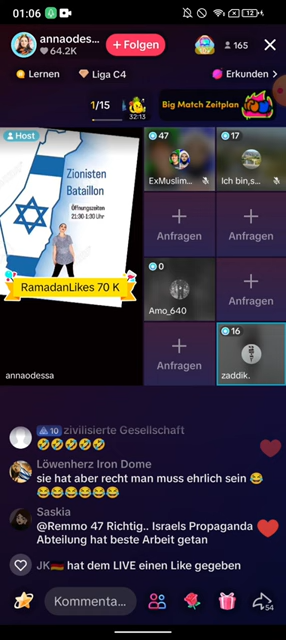 01:06
annaodes...
64.2K
+ Folgen
165
Lernen
Liga C4
Erkunden >
1/15
32:13
Big Match Zeitplan
Host
Zionisten
Bataillon
Öffnungszeiten
21:30-1:30 Uhr
RamadanLikes 70 K
annaodessa
47
ExMuslim...
17
Ich bin,s...
Anfragen
Anfragen
0
Amo_640
Anfragen
Anfragen
16
zaddik.
10 zivilisierte Gesellschaft
🤣🤣🤣🤣🤣
Löwenherz Iron Dome
sie hat aber recht man muss ehrlich sein 😂
😂😂😂😂😂😂
Saskia
@Remmo 47 Richtig.. Israels Propaganda
Abteilung hat beste Arbeit getan
JK🇩🇪 hat dem LIVE einen Like gegeben
Kommenta...
54